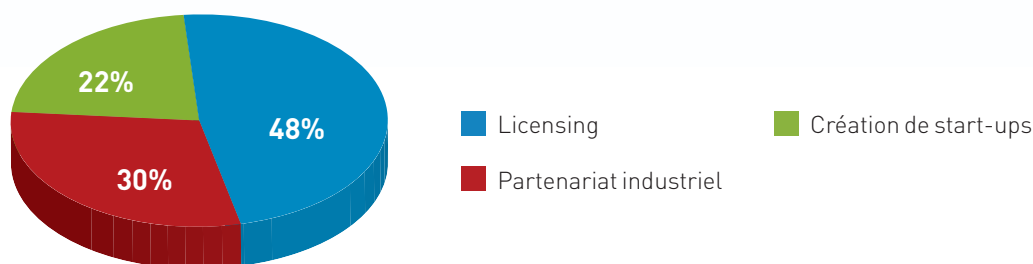 22%
48%
30%
Licensing
Création de start-ups
Partenariat industriel